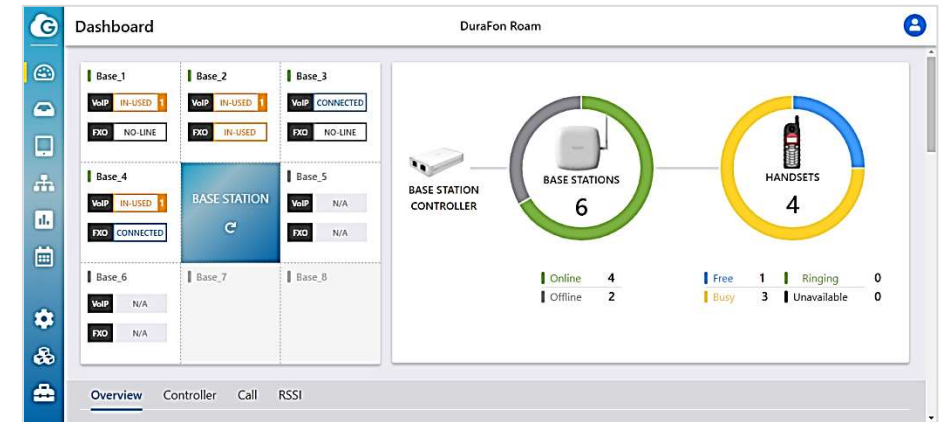 G Dashboard DuraFon Roam
Base_1 Base_2 Base_3
VoIP IN-USED 1 VoIP IN-USED 1 VoIP CONNECTED
FXO NO-LINE FXO IN-USED FXO NO-LINE
Base_4 BASE STATION Base_5
VoIP IN-USED 1 VoIP N/A
FXO CONNECTED FXO N/A
Base_6 Base_7 Base_8
VoIP N/A
FXO N/A
BASE STATION
CONTROLLER
BASE STATIONS
6
HANDSETS
4
Online 4
Offline 2
Free 1 Ringing 0
Busy 3 Unavailable 0
Overview Controller Call RSSI